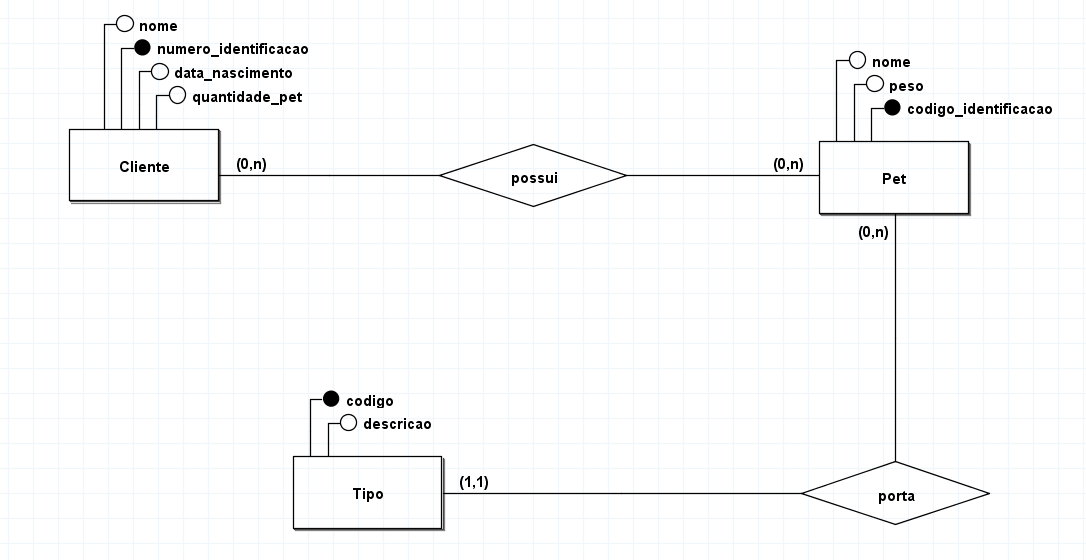 nome
numero_identificacao
data_nascimento
quantidade_pet
Cliente
(0,n)
possui
(0,n)
nome
peso
codigo_identificacao
Pet
(0,n)
codigo
descricao
Tipo
(1,1)
porta